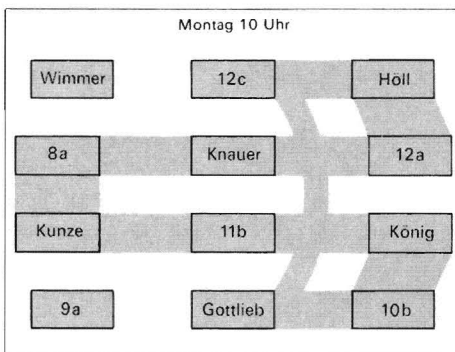 Montag 10 Uhr
Wimmer 12c Höll
8a Knauer 12a
Kunze 11b König
9a Gottlieb 10b